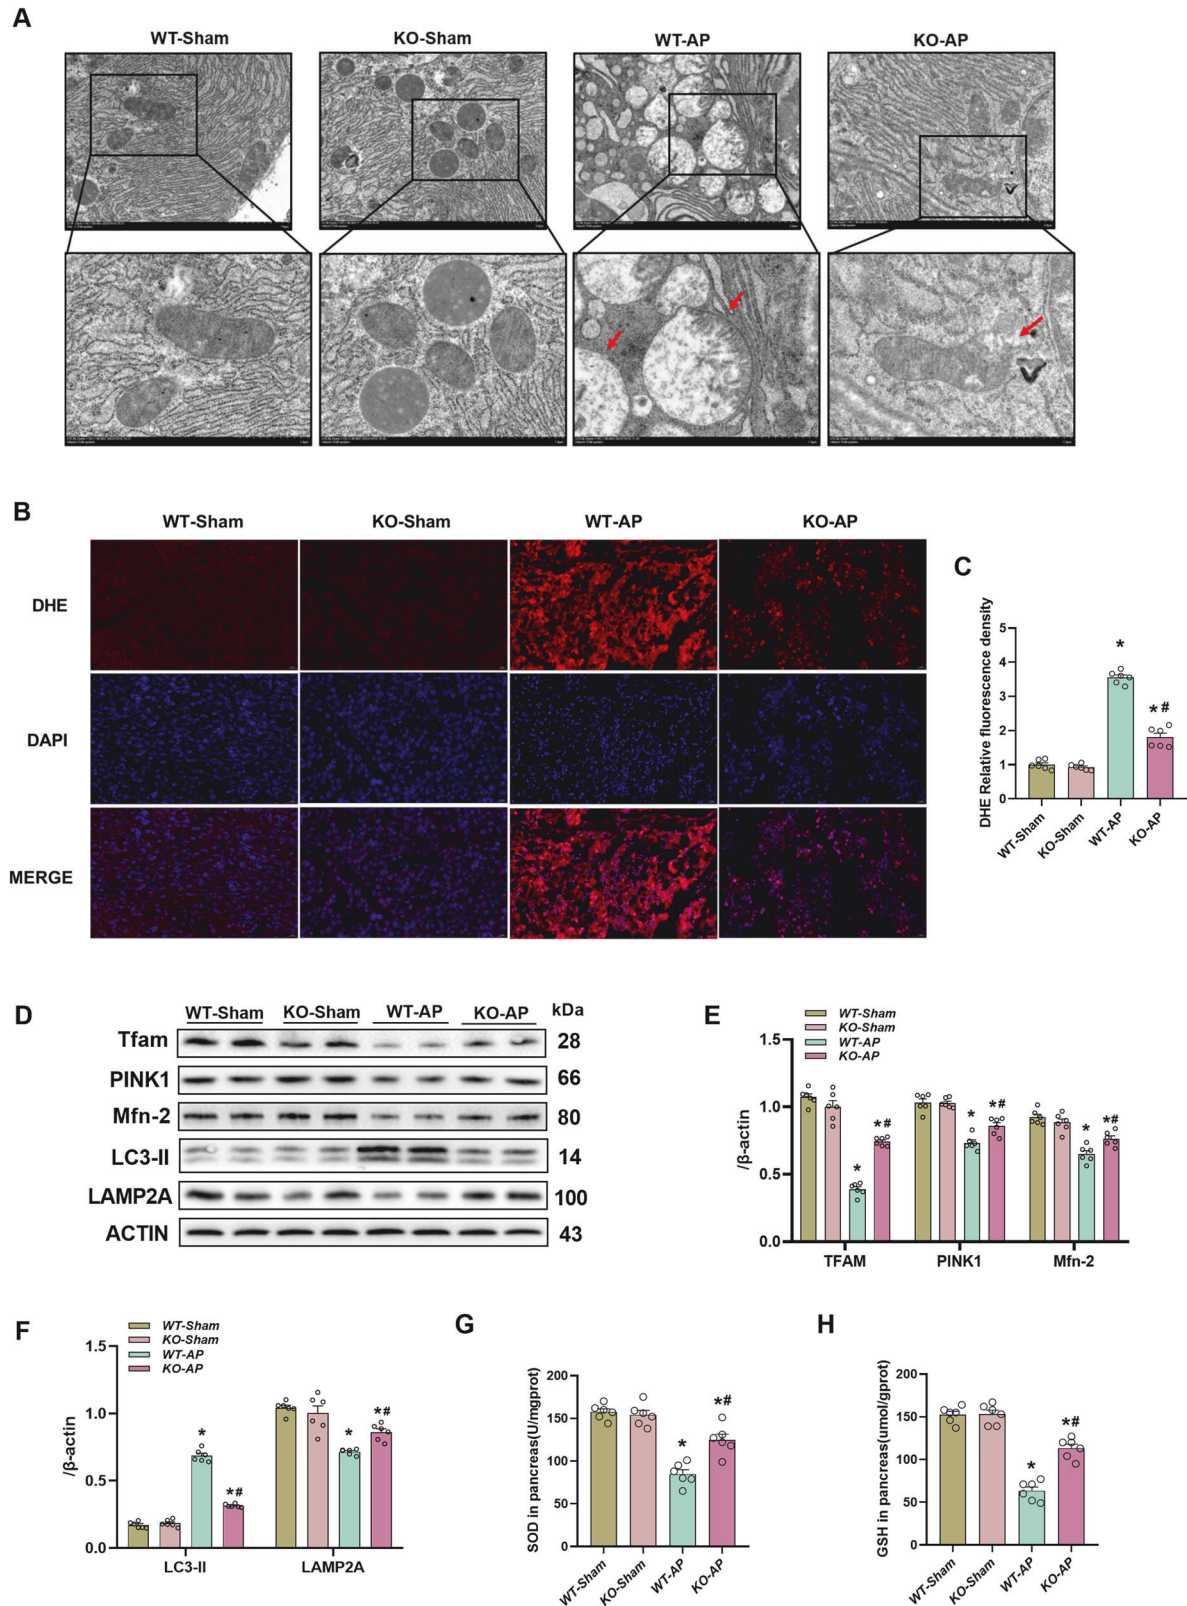 A
WT-Sham KO-Sham WT-AP KO-AP
B
WT-Sham KO-Sham WT-AP KO-AP
DHE
DAPI
MERGE
C
DHE Relative fluorescence density
5
4
3
2
1
0
*
*#
WT-Sham KO-Sham WT-AP KO-AP
D
WT-Sham KO-Sham WT-AP KO-AP kDa
Tfam 28
PINK1 66
Mfn-2 80
LC3-II 14
LAMP2A 100
ACTIN 43
E
WT-Sham
KO-Sham
WT-AP
KO-AP
/β-actin
1.5
1.0
0.5
0.0
* *# * *# * *#
TFAM PINK1 Mfn-2
F
WT-Sham
KO-Sham
WT-AP
KO-AP
/β-actin
1.5
1.0
0.5
0.0
* *# * *#
LC3-II LAMP2A
G
SOD in pancreas(U/mgprot)
200
150
100
50
0
* *#
WT-Sham KO-Sham WT-AP KO-AP
H
GSH in pancreas(umol/gprot)
200
150
100
50
0
* *#
WT-Sham KO-Sham WT-AP KO-AP